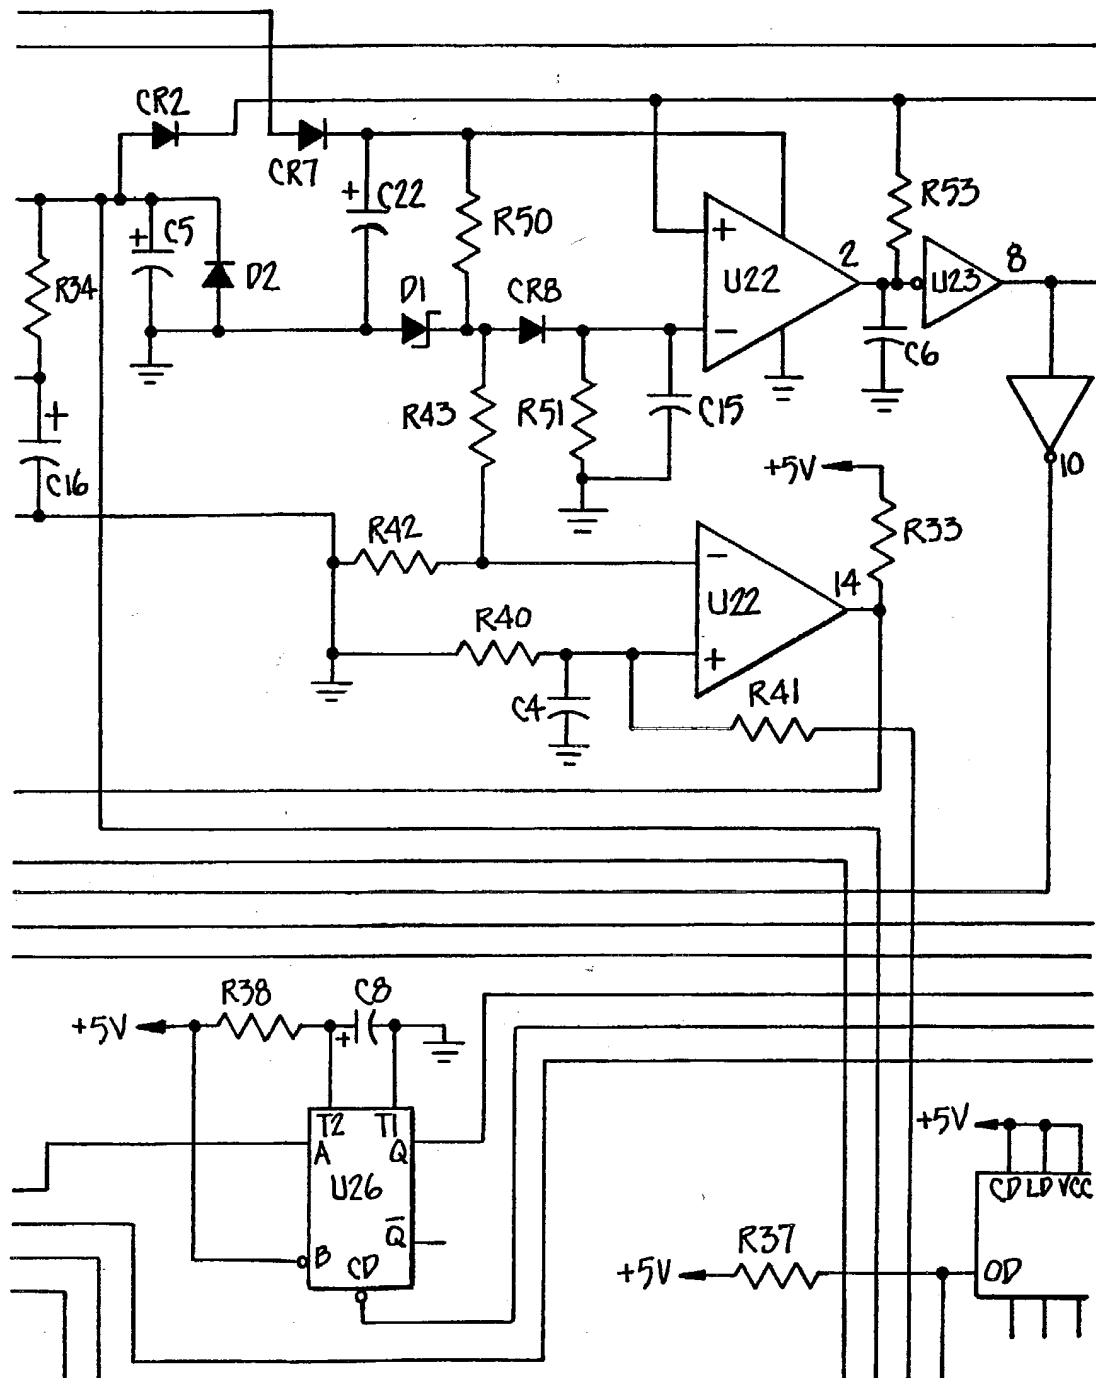 CR2
CR7
+ C22
R50
R53
+ C5
R34
D2
D1
CR8
+
U22
-
2
U23
8
C6
R43
R51
C15
+
C16
+5V
10
R33
R42
-
U22
+
14
R40
C4
R41
R38
C8
+5V
+
T2 T1
A Q
U26
Q̅
B
CD
+5V
CD LD VCC
R37
+5V
OD